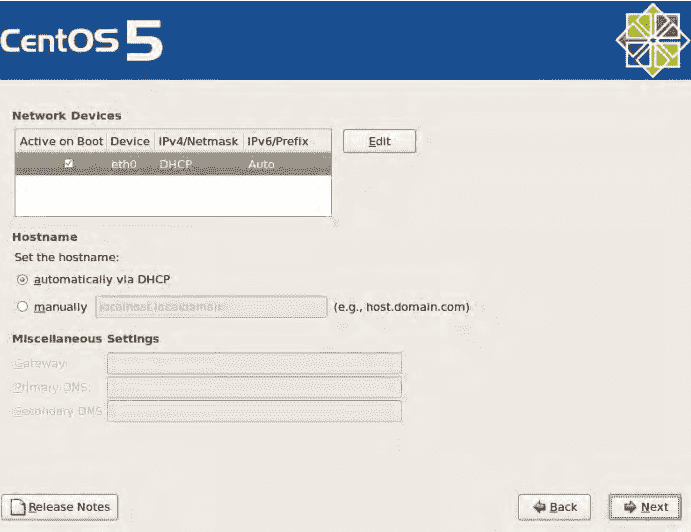 CentOS 5
Network Devices
Active on Boot Device IPv4/Netmask IPv6/Prefix
eth0 DHCP Auto
Edit
Hostname
Set the hostname:
automatically via DHCP
manually localhost.localdomain (e.g., host.domain.com)
Miscellaneous Settings
Gateway:
Primary DNS:
Secondary DNS
Release Notes
Back
Next